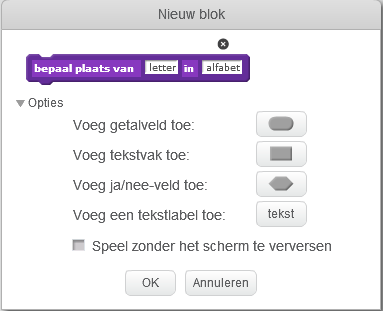 Nieuw blok
bepaal plaats van letter in alfabet
Opties
Voeg getalveld toe:
Voeg tekstvak toe:
Voeg ja/nee-veld toe:
Voeg een tekstlabel toe: tekst
Speel zonder het scherm te verversen
OK Annuleren